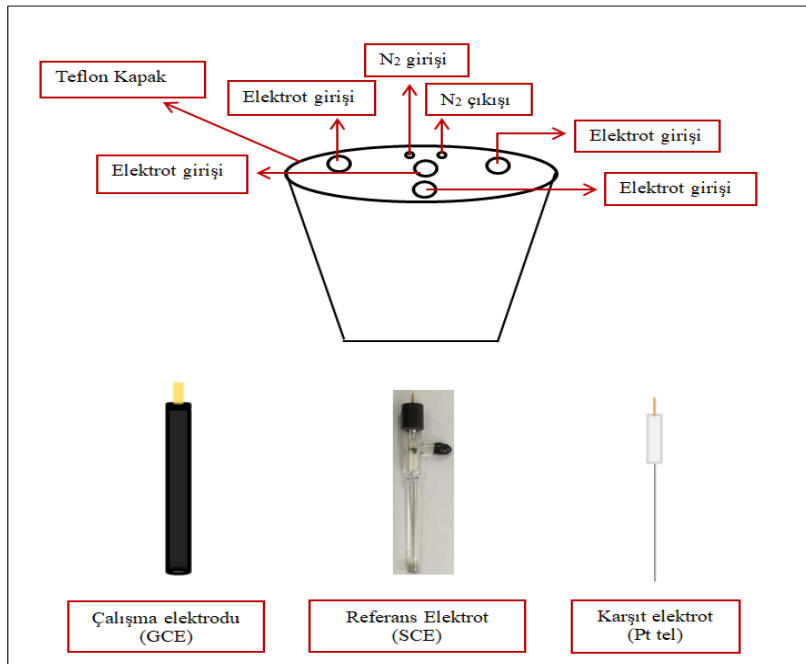 N2 girişi
Teflon Kapak
Elektrot girişi
N2 çıkışı
Elektrot girişi
Elektrot girişi
Elektrot girişi
Çalışma elektrodu
(GCE)
Referans Elektrot
(SCE)
Karşıt elektrot
(Pt tel)